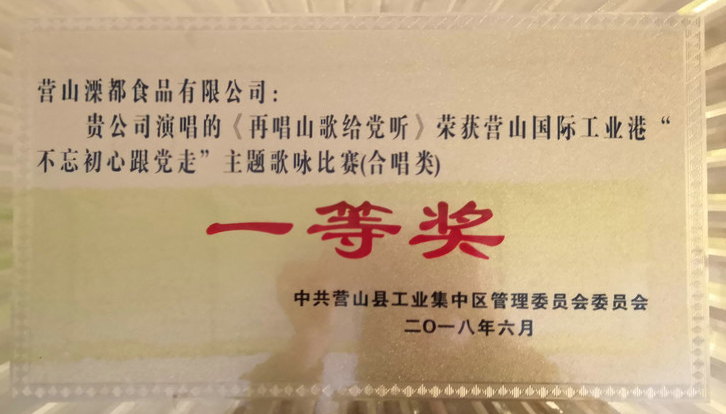 营山溧都食品有限公司：
贵公司演唱的《再唱山歌给党听》荣获营山国际工业港“
不忘初心跟党走”主题歌咏比赛(合唱类)
一等奖
中共营山县工业集中区管理委员会委员会
二〇一八年六月